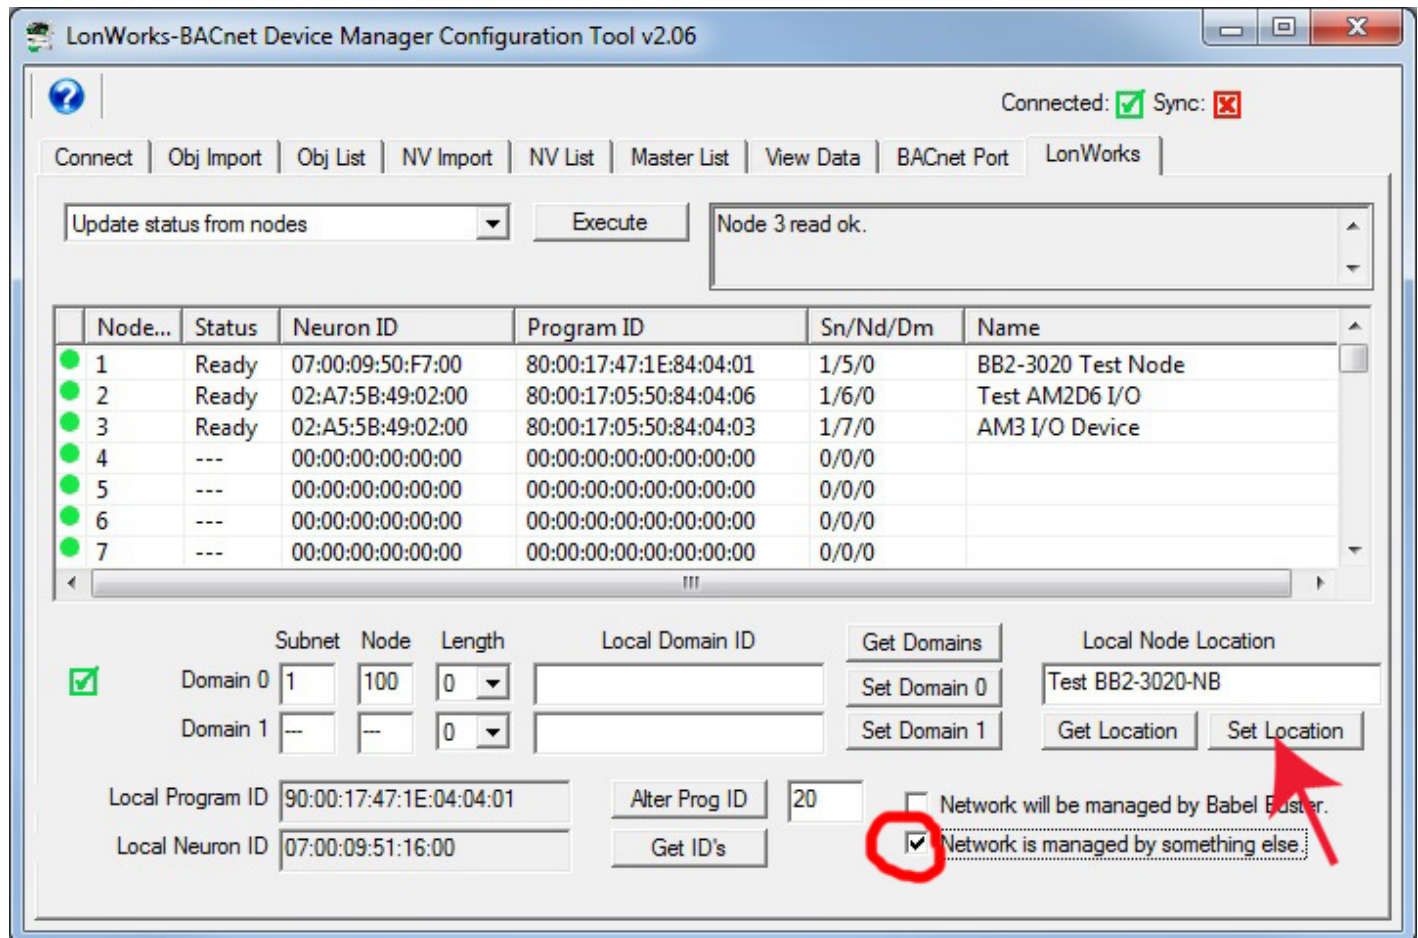 LonWorks-BACnet Device Manager Configuration Tool v2.06
Connected: Sync:
Connect Obj Import Obj List NV Import NV List Master List View Data BACnet Port LonWorks
Update status from nodes Execute Node 3 read ok.
Node... Status Neuron ID Program ID Sn/Nd/Dm Name
1 Ready 07:00:09:50:F7:00 80:00:17:47:1E:84:04:01 1/5/0 BB2-3020 Test Node
2 Ready 02:A7:5B:49:02:00 80:00:17:05:50:84:04:06 1/6/0 Test AM2D6 I/O
3 Ready 02:A5:5B:49:02:00 80:00:17:05:50:84:04:03 1/7/0 AM3 I/O Device
4 --- 00:00:00:00:00:00 00:00:00:00:00:00:00:00 0/0/0
5 --- 00:00:00:00:00:00 00:00:00:00:00:00:00:00 0/0/0
6 --- 00:00:00:00:00:00 00:00:00:00:00:00:00:00 0/0/0
7 --- 00:00:00:00:00:00 00:00:00:00:00:00:00:00 0/0/0
Subnet Node Length Local Domain ID Get Domains Local Node Location
Domain 0 1 100 0 Set Domain 0 Test BB2-3020-NB
Domain 1 --- --- 0 Set Domain 1 Get Location Set Location
Local Program ID 90:00:17:47:1E:04:04:01 Alter Prog ID 20 Network will be managed by Babel Buster.
Local Neuron ID 07:00:09:51:16:00 Get ID's Network is managed by something else.